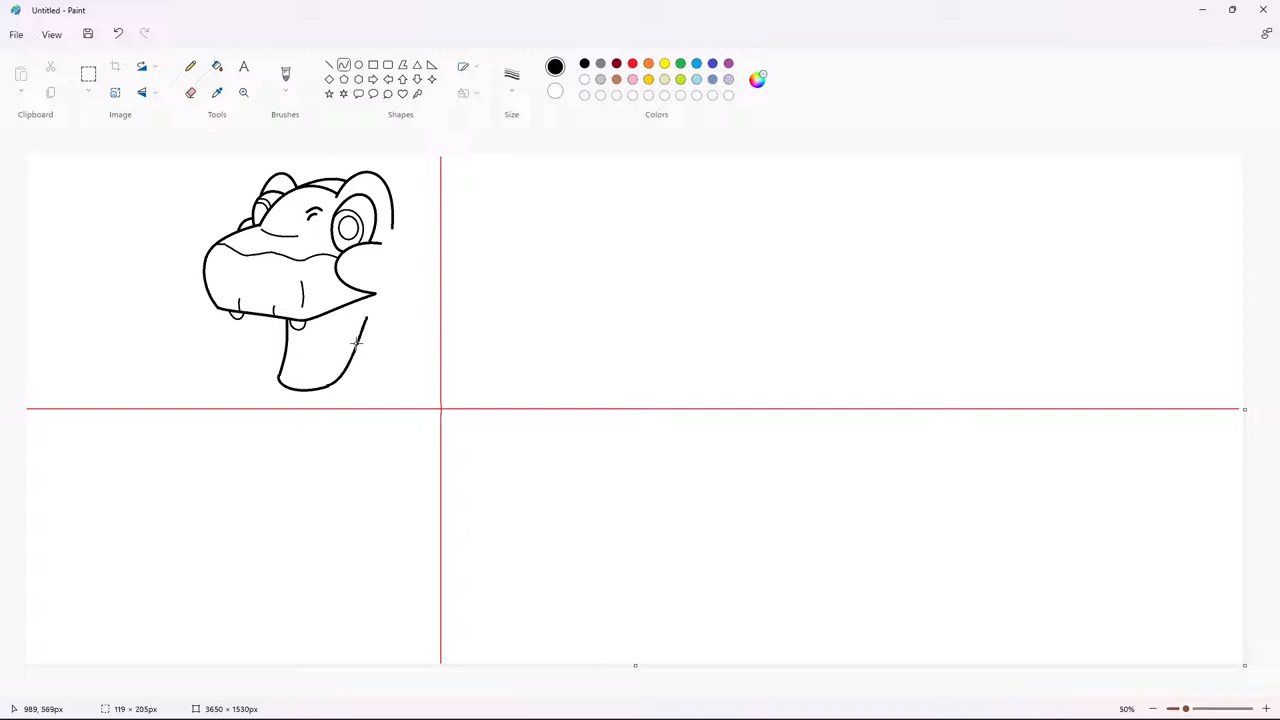 Untitled - Paint
File View
Clipboard Image Tools Brushes Shapes Size Colors
989, 569px 119 × 205px 3650 × 1530px 50%